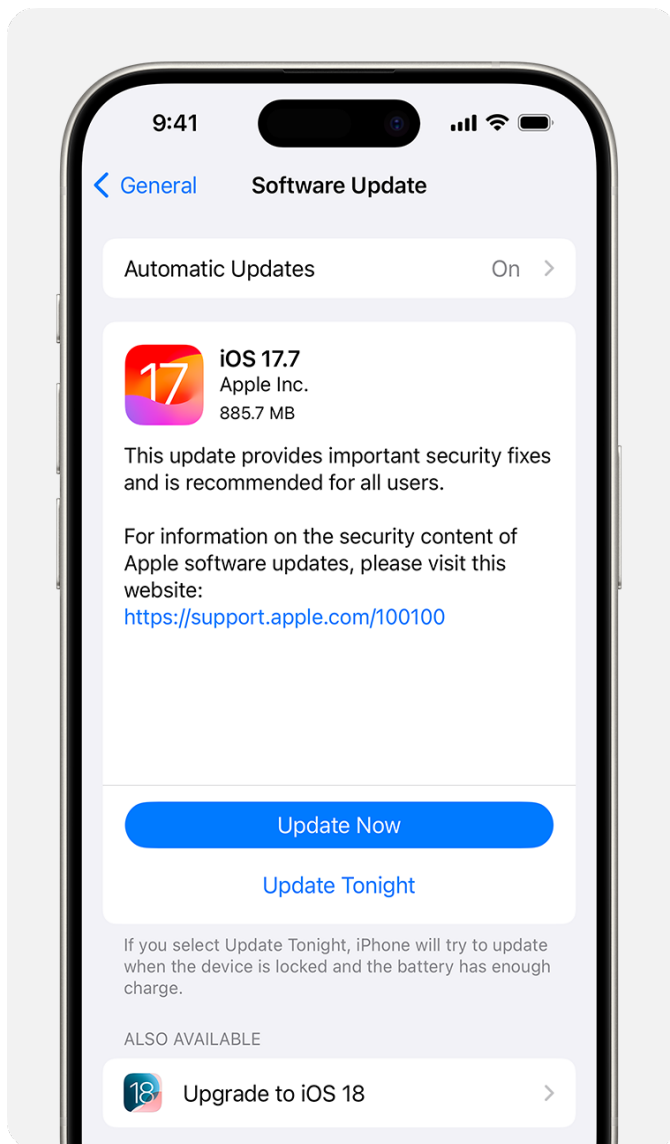 9:41
General Software Update
Automatic Updates On
17
iOS 17.7
Apple Inc.
885.7 MB
This update provides important security fixes
and is recommended for all users.
For information on the security content of
Apple software updates, please visit this
website:
https://support.apple.com/100100
Update Now
Update Tonight
If you select Update Tonight, iPhone will try to update
when the device is locked and the battery has enough
charge.
ALSO AVAILABLE
18 Upgrade to iOS 18